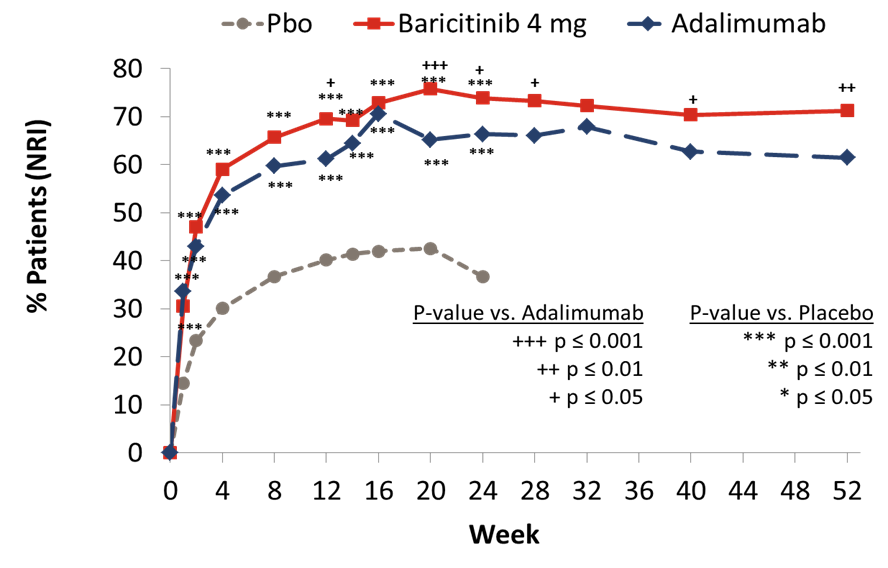 Pbo Baricitinib 4 mg Adalimumab
% Patients (NRI)
80
70
60
50
40
30
20
10
0
+++
+ *** + ++
*** *** *** + +
*** *** ***
*** ***
*** *** ***
*** ***
*** ***
***
***
***
P-value vs. Adalimumab P-value vs. Placebo
+++ p ≤ 0.001 *** p ≤ 0.001
++ p ≤ 0.01 ** p ≤ 0.01
+ p ≤ 0.05 * p ≤ 0.05
0 4 8 12 16 20 24 28 32 36 40 44 48 52
Week